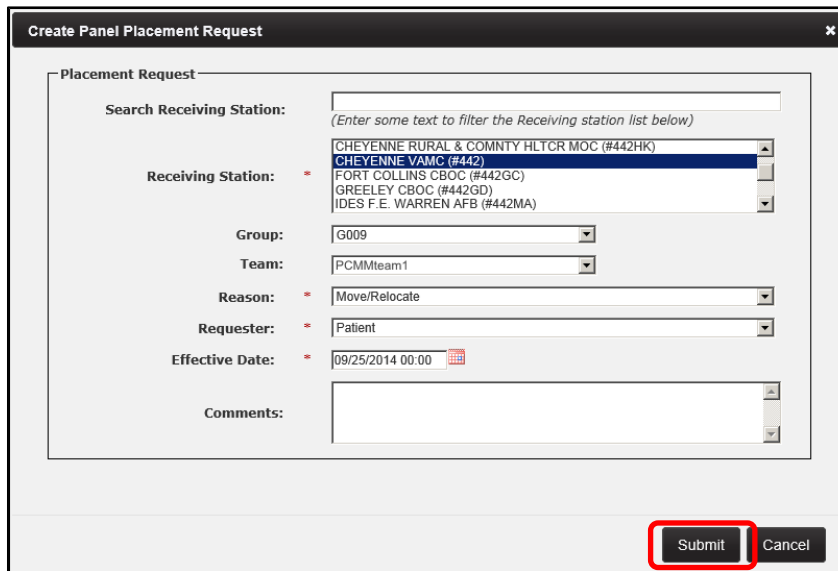 Create Panel Placement Request ×
Placement Request
Search Receiving Station:
(Enter some text to filter the Receiving station list below)
Receiving Station: *
CHEYENNE RURAL & COMNTY HLTCR MOC (#442HK)
CHEYENNE VAMC (#442)
FORT COLLINS CBOC (#442GC)
GREELEY CBOC (#442GD)
IDES F.E. WARREN AFB (#442MA)
Group: G009
Team: PCMMteam1
Reason: * Move/Relocate
Requester: * Patient
Effective Date: * 09/25/2014 00:00
Comments:
Submit Cancel